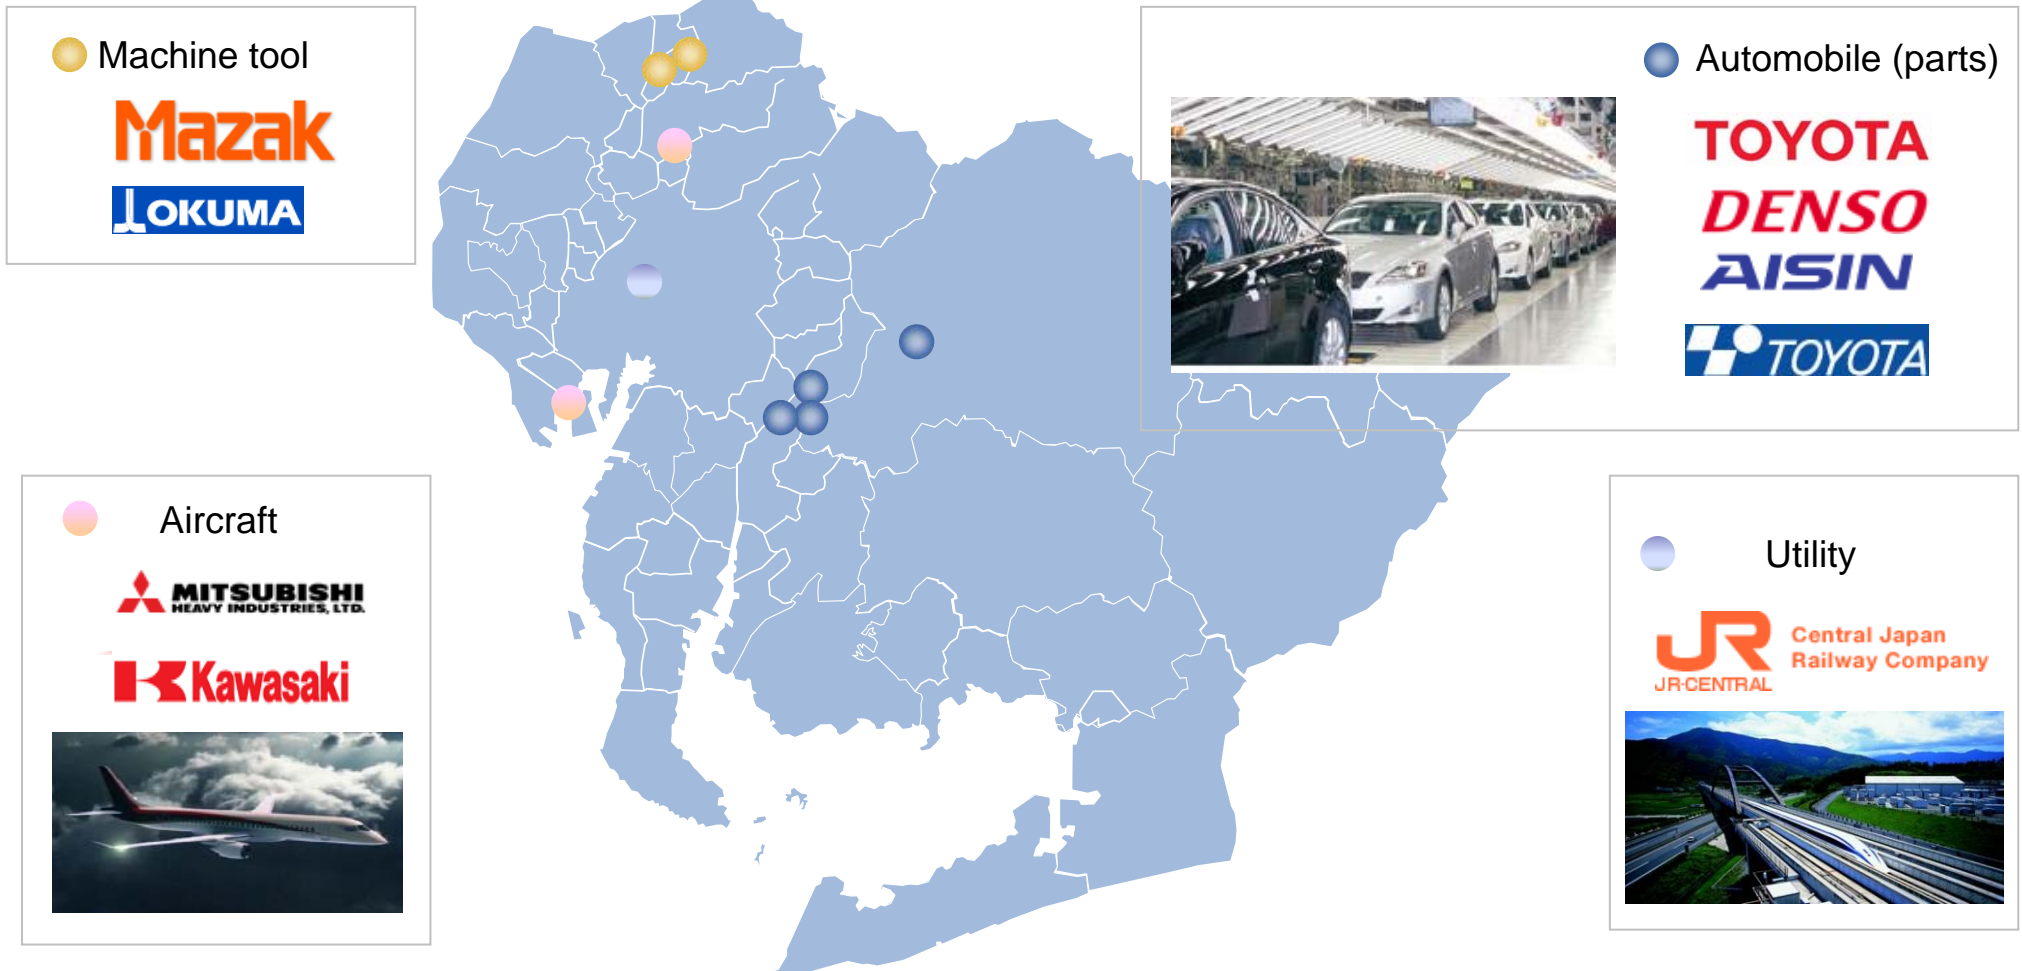 Machine tool
Mazak
OKUMA
Automobile (parts)
TOYOTA
DENSO
AISIN
TOYOTA
Aircraft
MITSUBISHI
HEAVY INDUSTRIES, LTD.
Kawasaki
Utility
JR
JR-CENTRAL
Central Japan
Railway Company